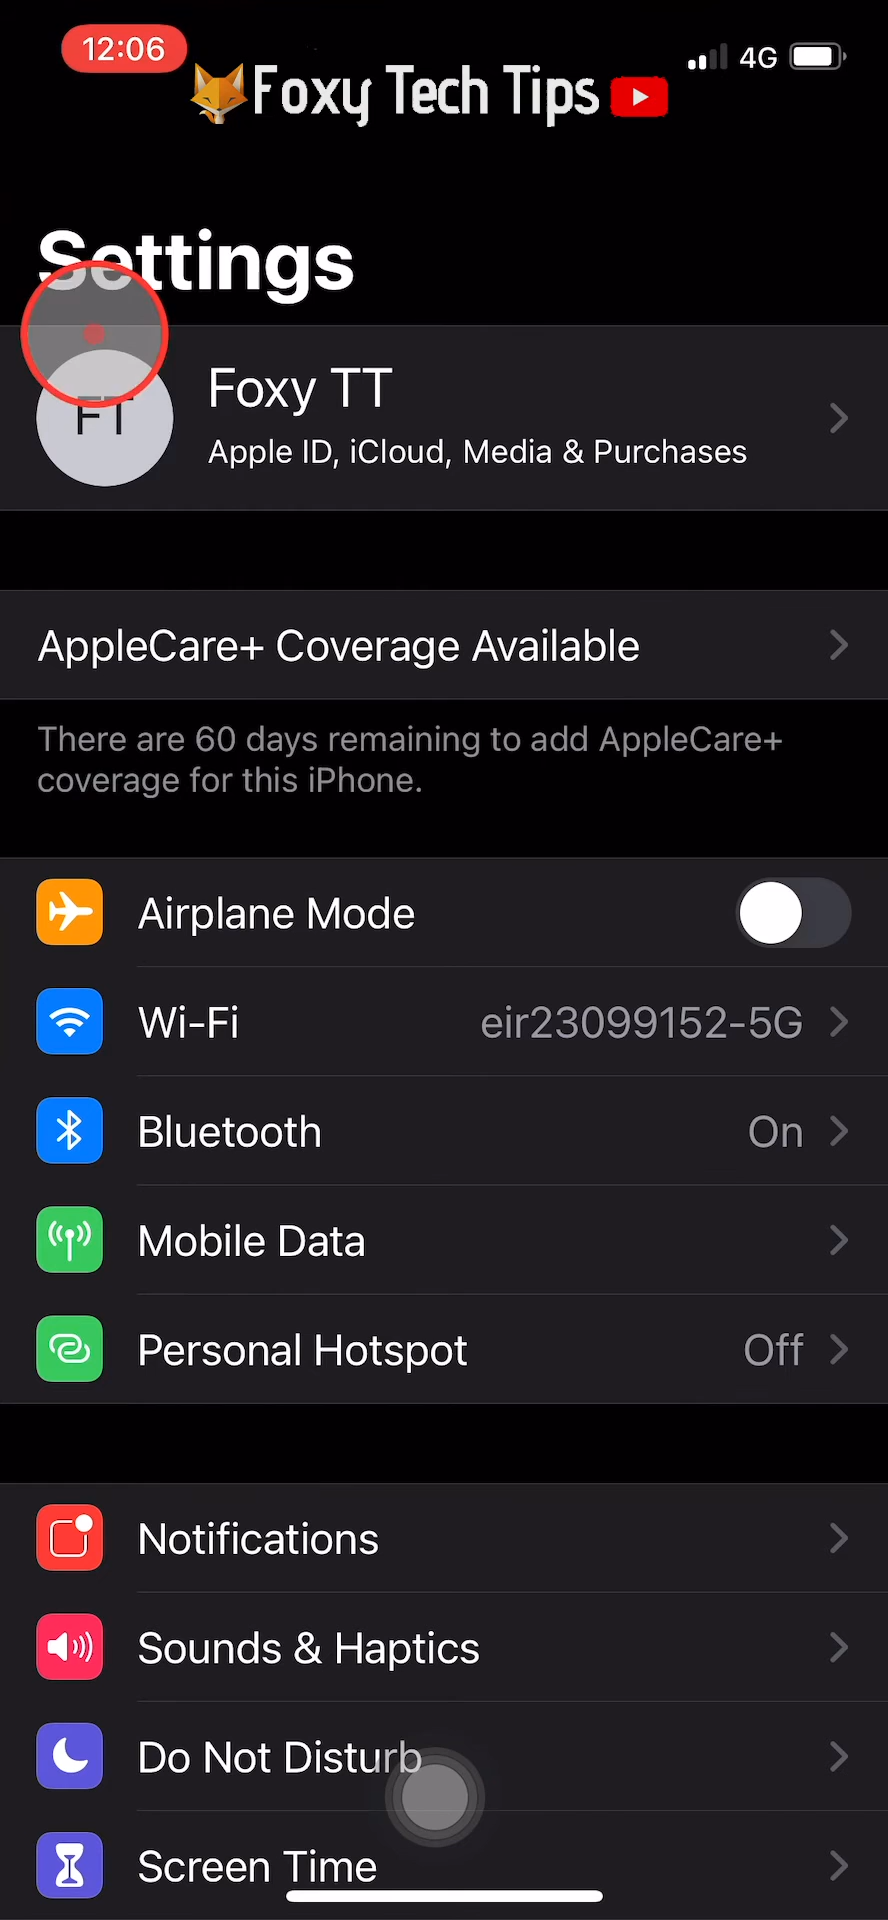 12:06
4G
Foxy Tech Tips
Settings
FT
Foxy TT
Apple ID, iCloud, Media & Purchases
AppleCare+ Coverage Available
There are 60 days remaining to add AppleCare+
coverage for this iPhone.
Airplane Mode
Wi-Fi eir23099152-5G
Bluetooth On
Mobile Data
Personal Hotspot Off
Notifications
Sounds & Haptics
Do Not Disturb
Screen Time